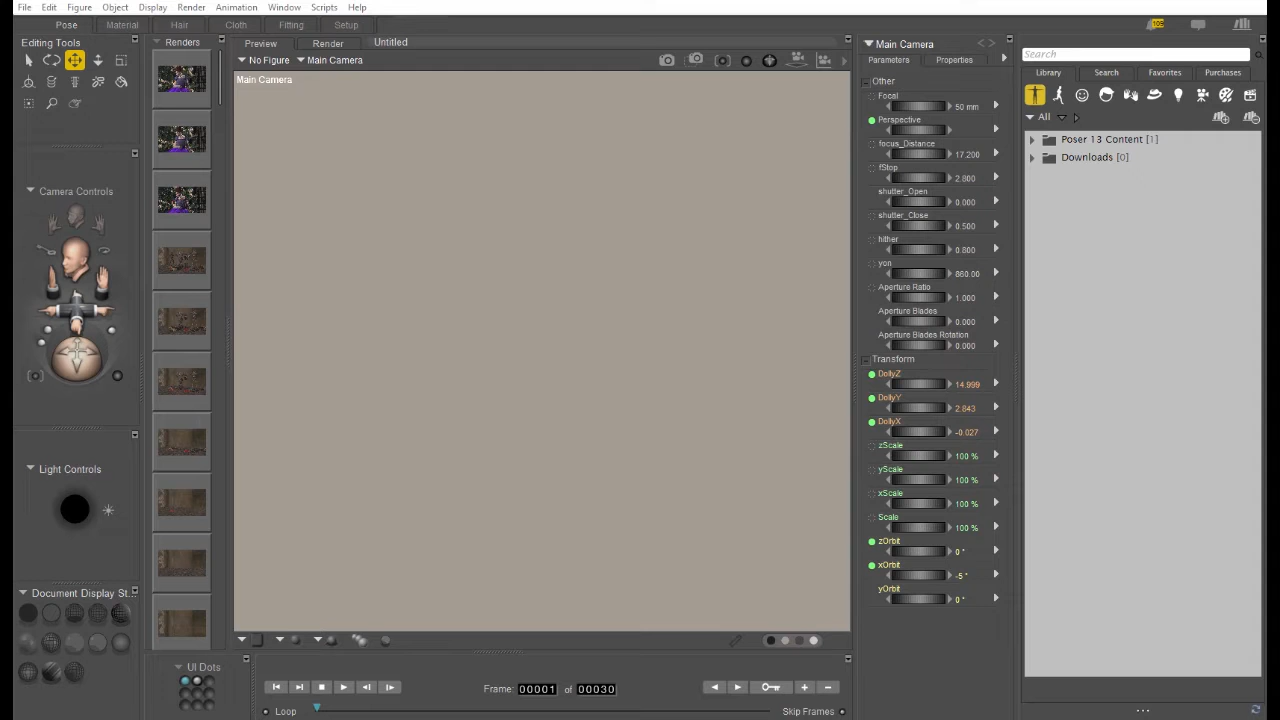 File Edit Figure Object Display Render Animation Window Scripts Help
Pose Material Hair Cloth Fitting Setup
109
Editing Tools
Camera Controls
Light Controls
Document Display St...
Renders
Preview Render Untitled
No Figure Main Camera
Main Camera
UI Dots
Frame: 00001 of 00030
Loop
Skip Frames
Main Camera
Parameters Properties
Other
Focal
50 mm
Perspective
focus_Distance
17.200
fStop
2.800
shutter_Open
0.000
shutter_Close
0.500
hither
0.800
yon
860.00
Aperture Ratio
1.000
Aperture Blades
0.000
Aperture Blades Rotation
0.000
Transform
DollyZ
14.999
DollyY
2.843
DollyX
-0.027
zScale
100 %
yScale
100 %
xScale
100 %
Scale
100 %
zOrbit
0 °
xOrbit
-5 °
yOrbit
0 °
Search
Library Search Favorites Purchases
All
Poser 13 Content [1]
Downloads [0]
...